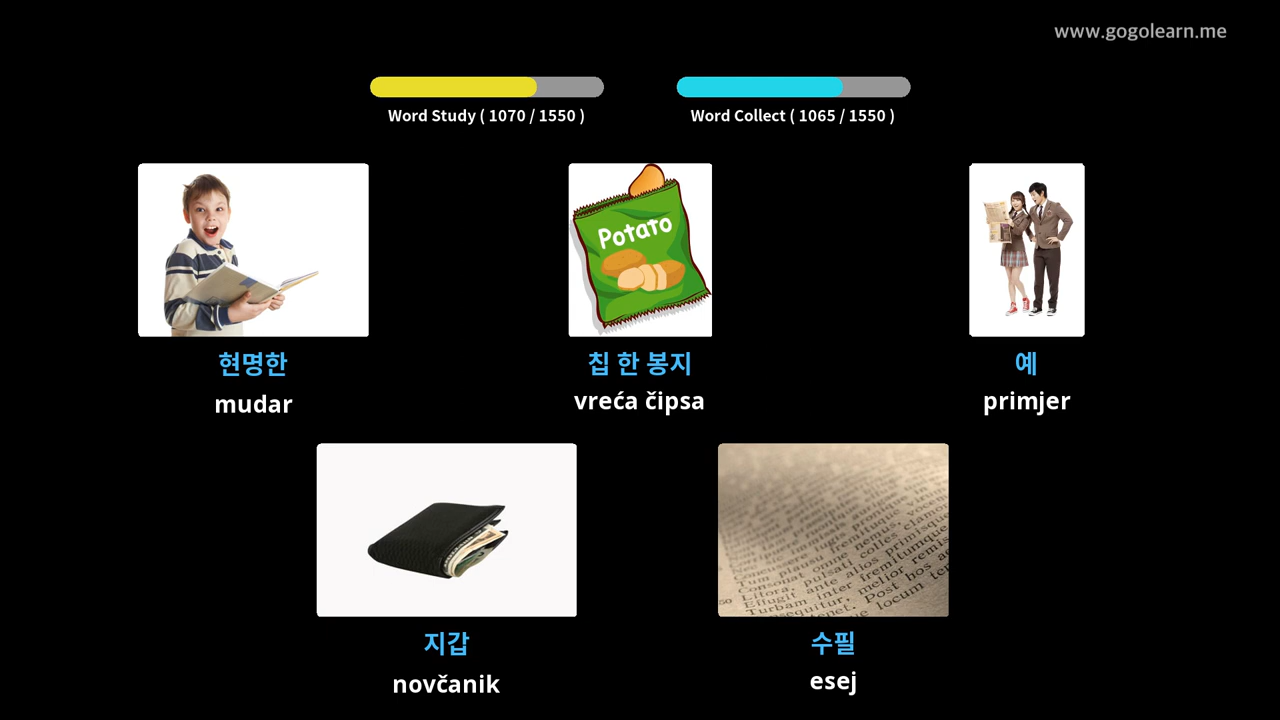 www.gogolearn.me
Word Study ( 1070 / 1550 )
Word Collect ( 1065 / 1550 )
Potato
현명한
mudar
칩 한 봉지
vreća čipsa
예
primjer
지갑
novčanik
수필
esej